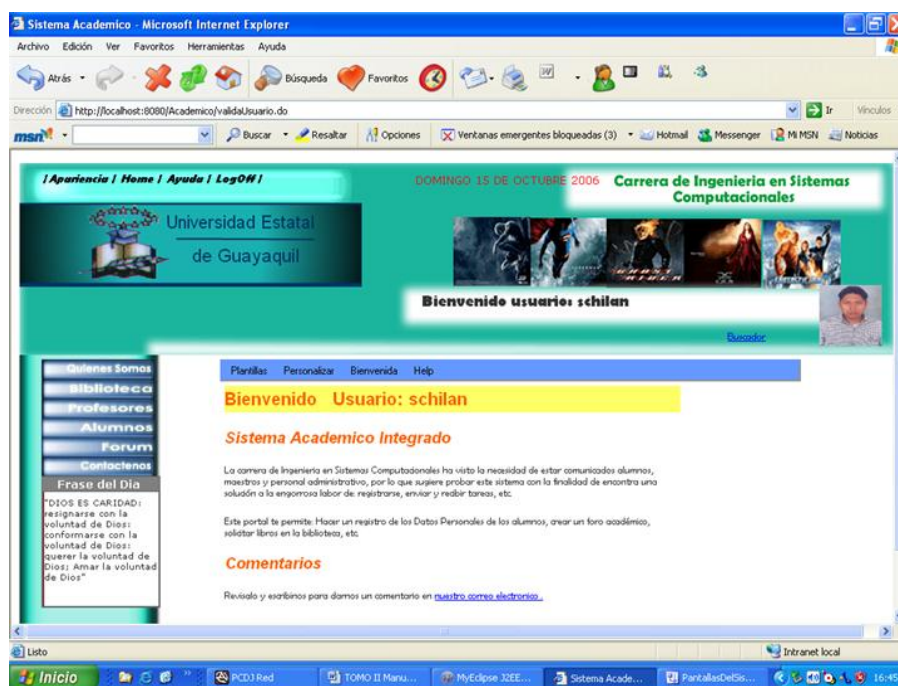 Sistema Academico - Microsoft Internet Explorer
Archivo Edición Ver Favoritos Herramientas Ayuda
Atrás Búsqueda Favoritos
Dirección http://localhost:8080/Academico/validaUsuario.do Ir Vínculos
msn Buscar Resaltar Opciones Ventanas emergentes bloqueadas (3) Hotmail Messenger Mi MSN Noticias
| Apariencia | Home | Ayuda | LogOff |
DOMINGO 15 DE OCTUBRE 2006
Carrera de Ingenieria en Sistemas
Computacionales
Universidad Estatal
de Guayaquil
GHOST
RIDER
Bienvenido usuario: schilan
Buscador
Quienes Somos
Biblioteca
Profesores
Alumnos
Forum
Contactenos
Frase del Dia
"DIOS ES CARIDAD:
resignarse con la
voluntad de Dios:
conformarse con la
voluntad de Dios:
querer la voluntad de
Dios; Amar la voluntad
de Dios"
Plantillas Personalizar Bienvenida Help
Bienvenido Usuario: schilan
Sistema Academico Integrado
La carrera de Ingenieria en Sistemas Computacionales ha visto la necesidad de estar comunicados alumnos,
maestros y personal administrativo, por lo que sugiere probar este sistema con la finalidad de encontra una
solución a la engorrosa labor de: registrarse, enviar y recibir tareas, etc.
Este portal te permite: Hacer un registro de los Datos Personales de los alumnos, crear un foro académico,
solicitar libros en la biblioteca, etc.
Comentarios
Revisalo y escribinos para darnos un comentario en nuestro correo electronico .
Listo Intranet local
Inicio PCD3 Red TOMO II Manu... MyEclipse J2EE... Sistema Acade... PantallasDelSis... 16:45